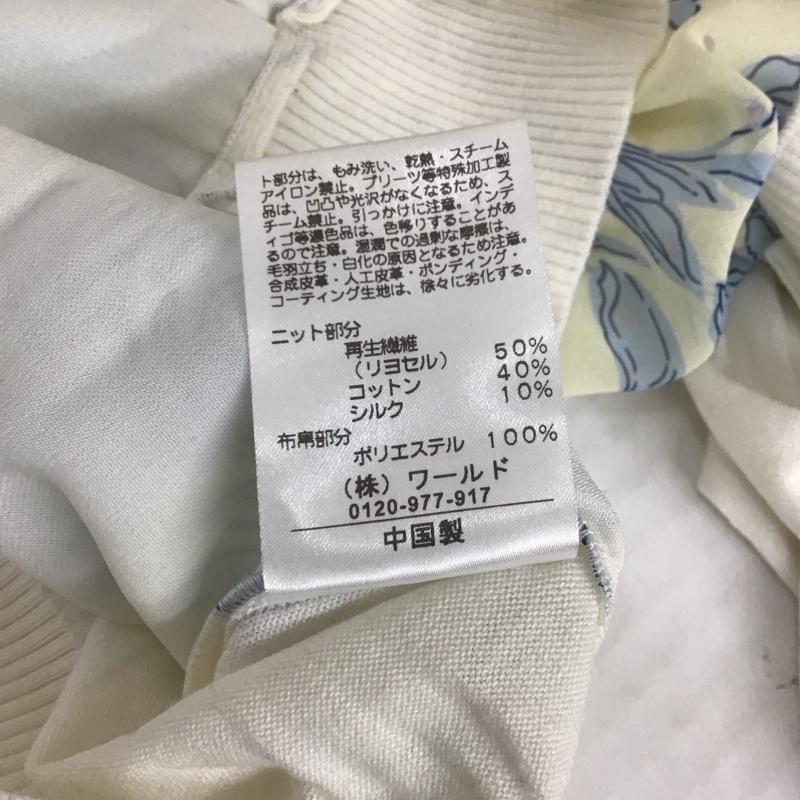 ト部分は、もみ洗い、乾熱・スチーム
アイロン禁止。プリーツ等特殊加工製
品は、凹凸や光沢がなくなるため、ス
チーム禁止。引っかけに注意。インデ
ィゴ等濃色品は、色移りすることがあ
るので注意。湿潤での過剰な摩擦は、
毛羽立ち・白化の原因となるため注意。
合成皮革・人工皮革・ボンディング・
コーティング生地は、徐々に劣化する。
ニット部分
再生繊維
（リヨセル） 50%
コットン 40%
シルク 10%
布帛部分
ポリエステル 100%
（株）ワールド
0120-977-917
中国製